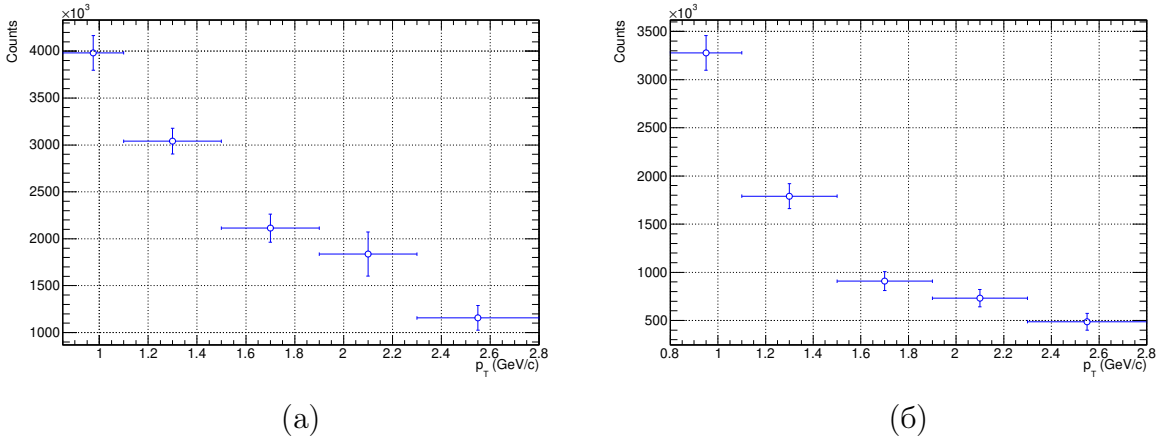 ×10³
Counts
4000
3500
3000
2500
2000
1500
1000
1 1.2 1.4 1.6 1.8 2 2.2 2.4 2.6 2.8
p_T (GeV/c)
(а)
×10³
Counts
3500
3000
2500
2000
1500
1000
500
0.8 1 1.2 1.4 1.6 1.8 2 2.2 2.4 2.6 2.8
p_T (GeV/c)
(б)